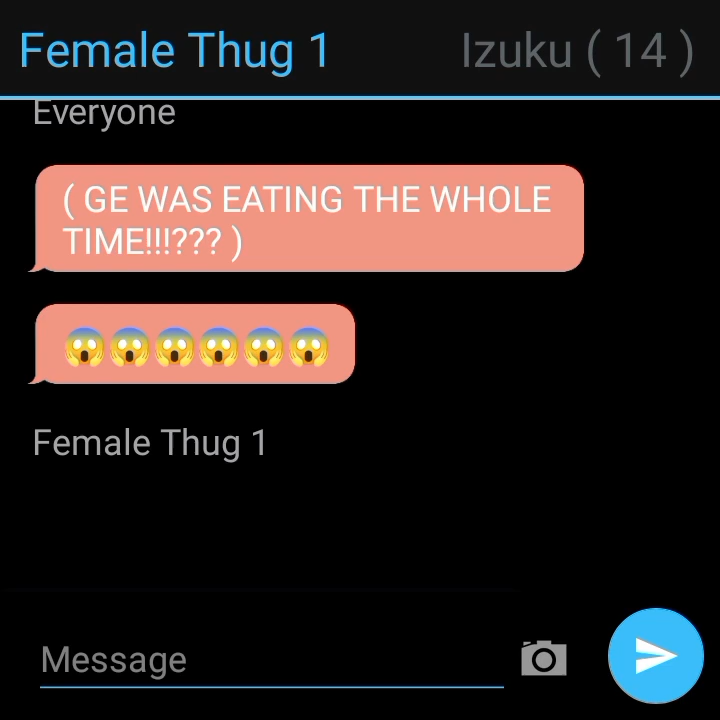 Female Thug 1
Izuku ( 14 )
Everyone
( GE WAS EATING THE WHOLE
TIME!!!??? )
😱😱😱😱😱😱
Female Thug 1
Message